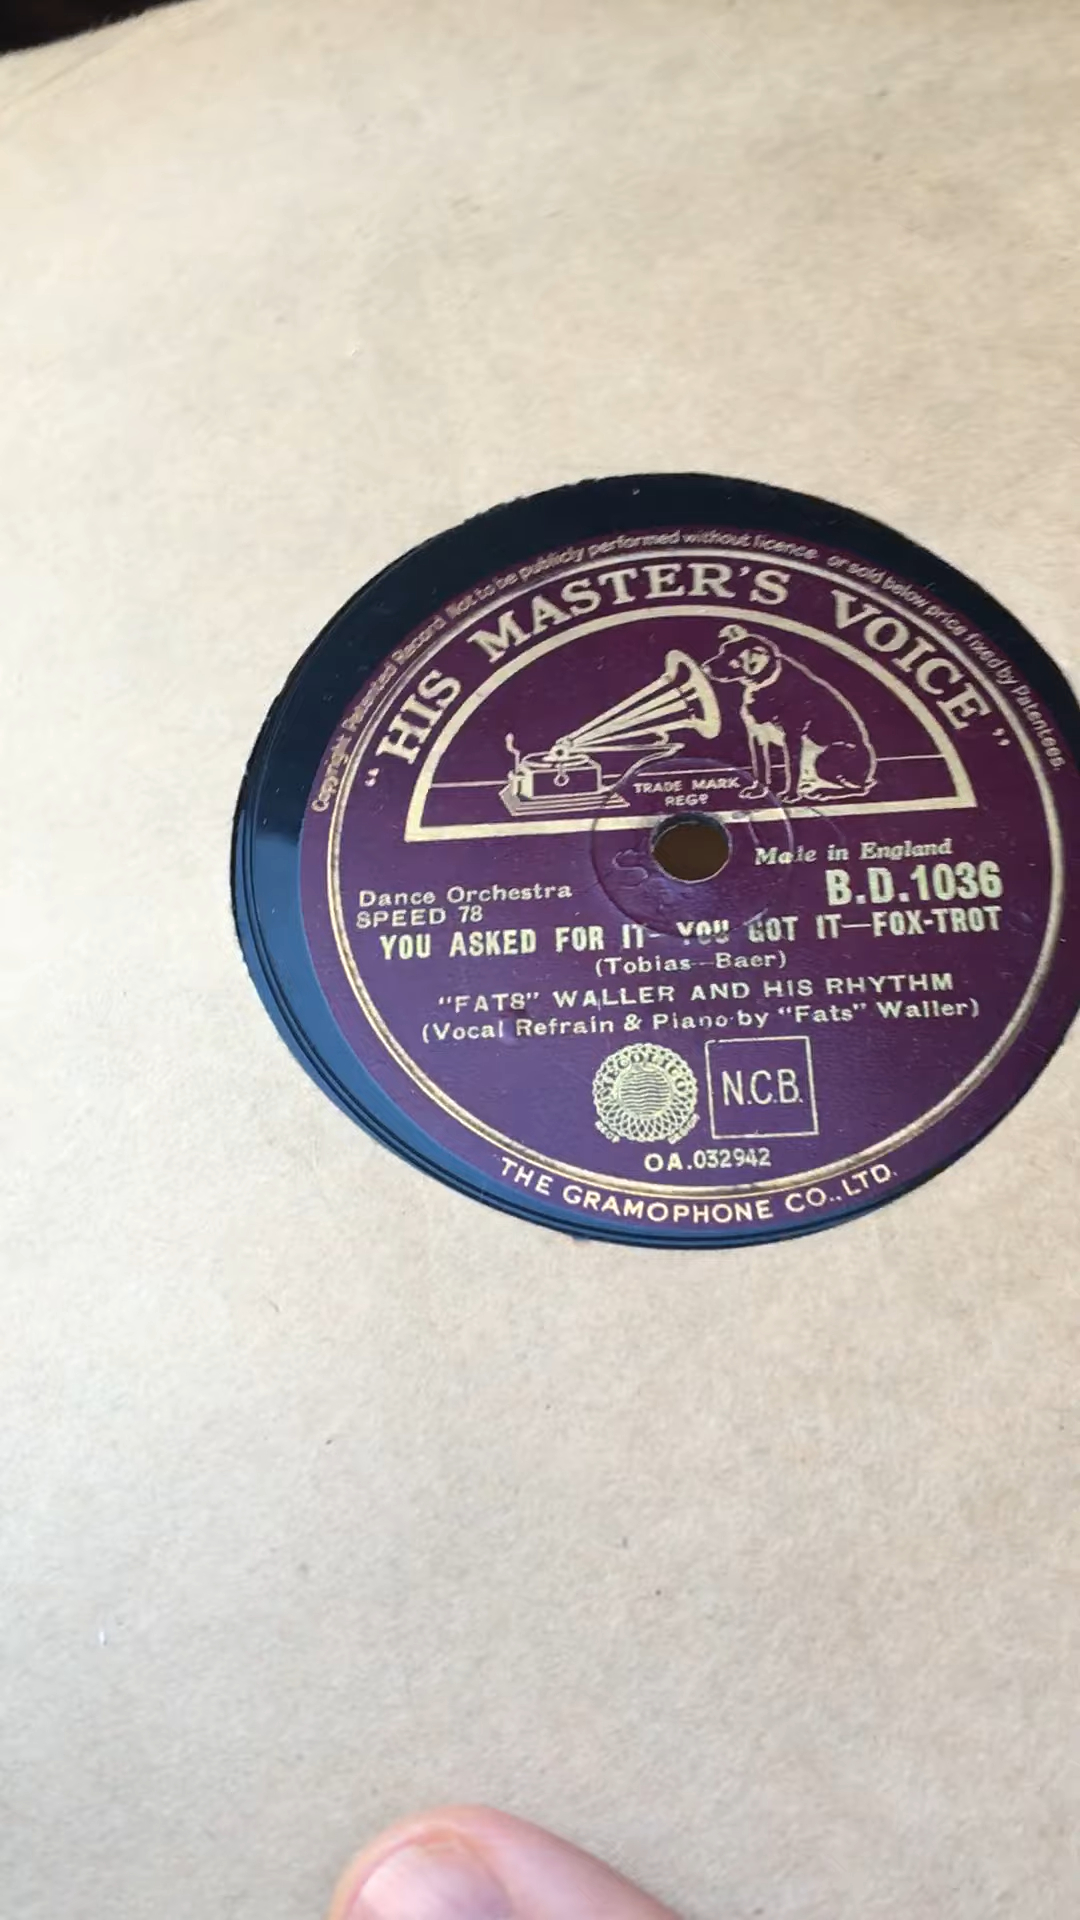 Copyright Patented Record Not to be publicly performed without licence or sold below price fixed by Patentees.
“HIS MASTER'S VOICE”
TRADE MARK
REGD
Made in England
B.D.1036
Dance Orchestra
SPEED 78
YOU ASKED FOR IT—YOU GOT IT—FOX-TROT
(Tobias—Baer)
“FATS” WALLER AND HIS RHYTHM
(Vocal Refrain & Piano by “Fats” Waller)
N.C.B.
OA.032942
THE GRAMOPHONE CO., LTD.